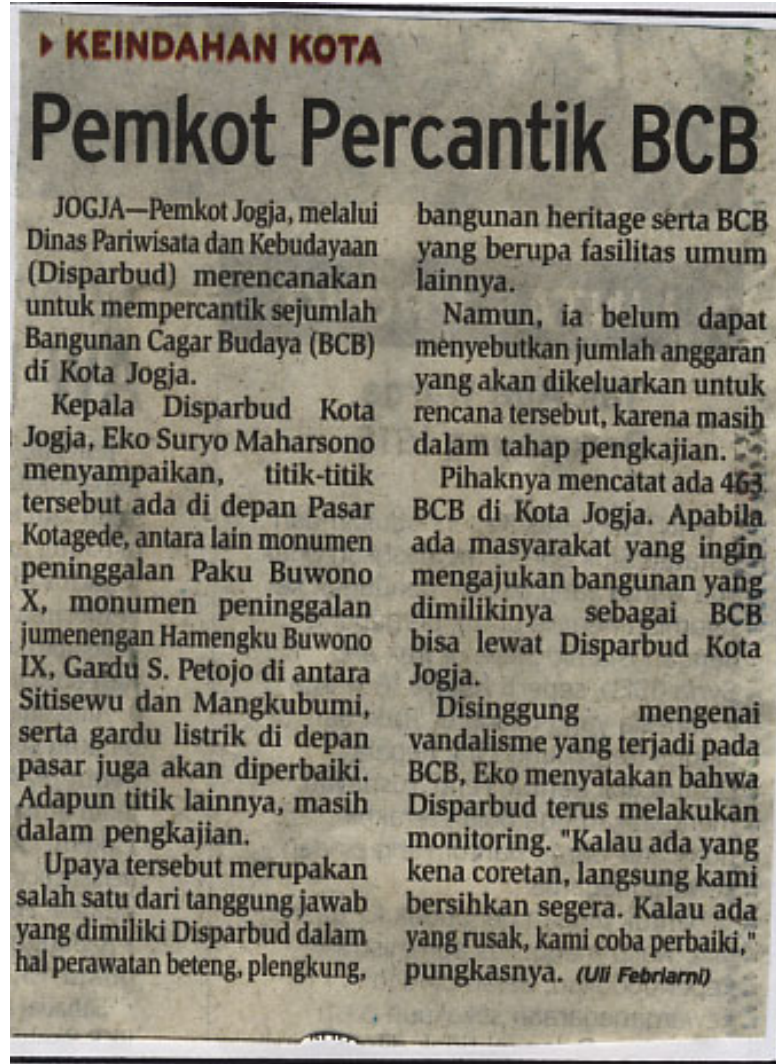 KEINDAHAN KOTA
Pemkot Percantik BCB
JOGJA—Pemkot Jogja, melalui
Dinas Pariwisata dan Kebudayaan
(Disparbud) merencanakan
untuk mempercantik sejumlah
Bangunan Cagar Budaya (BCB)
di Kota Jogja.
Kepala Disparbud Kota
Jogja, Eko Suryo Maharsono
menyampaikan, titik-titik
tersebut ada di depan Pasar
Kotagede, antara lain monumen
peninggalan Paku Buwono
X, monumen peninggalan
jumenengan Hamengku Buwono
IX, Gardu S. Petojo di antara
Sitisewu dan Mangkubumi,
serta gardu listrik di depan
pasar juga akan diperbaiki.
Adapun titik lainnya, masih
dalam pengkajian.
Upaya tersebut merupakan
salah satu dari tanggung jawab
yang dimiliki Disparbud dalam
hal perawatan beteng, plengkung,
bangunan heritage serta BCB
yang berupa fasilitas umum
lainnya.
Namun, ia belum dapat
menyebutkan jumlah anggaran
yang akan dikeluarkan untuk
rencana tersebut, karena masih
dalam tahap pengkajian.
Pihaknya mencatat ada 463
BCB di Kota Jogja. Apabila
ada masyarakat yang ingin
mengajukan bangunan yang
dimilikinya sebagai BCB
bisa lewat Disparbud Kota
Jogja.
Disinggung mengenai
vandalisme yang terjadi pada
BCB, Eko menyatakan bahwa
Disparbud terus melakukan
monitoring. "Kalau ada yang
kena coretan, langsung kami
bersihkan segera. Kalau ada
yang rusak, kami coba perbaiki,"
pungkasnya. (Uli Febriarni)